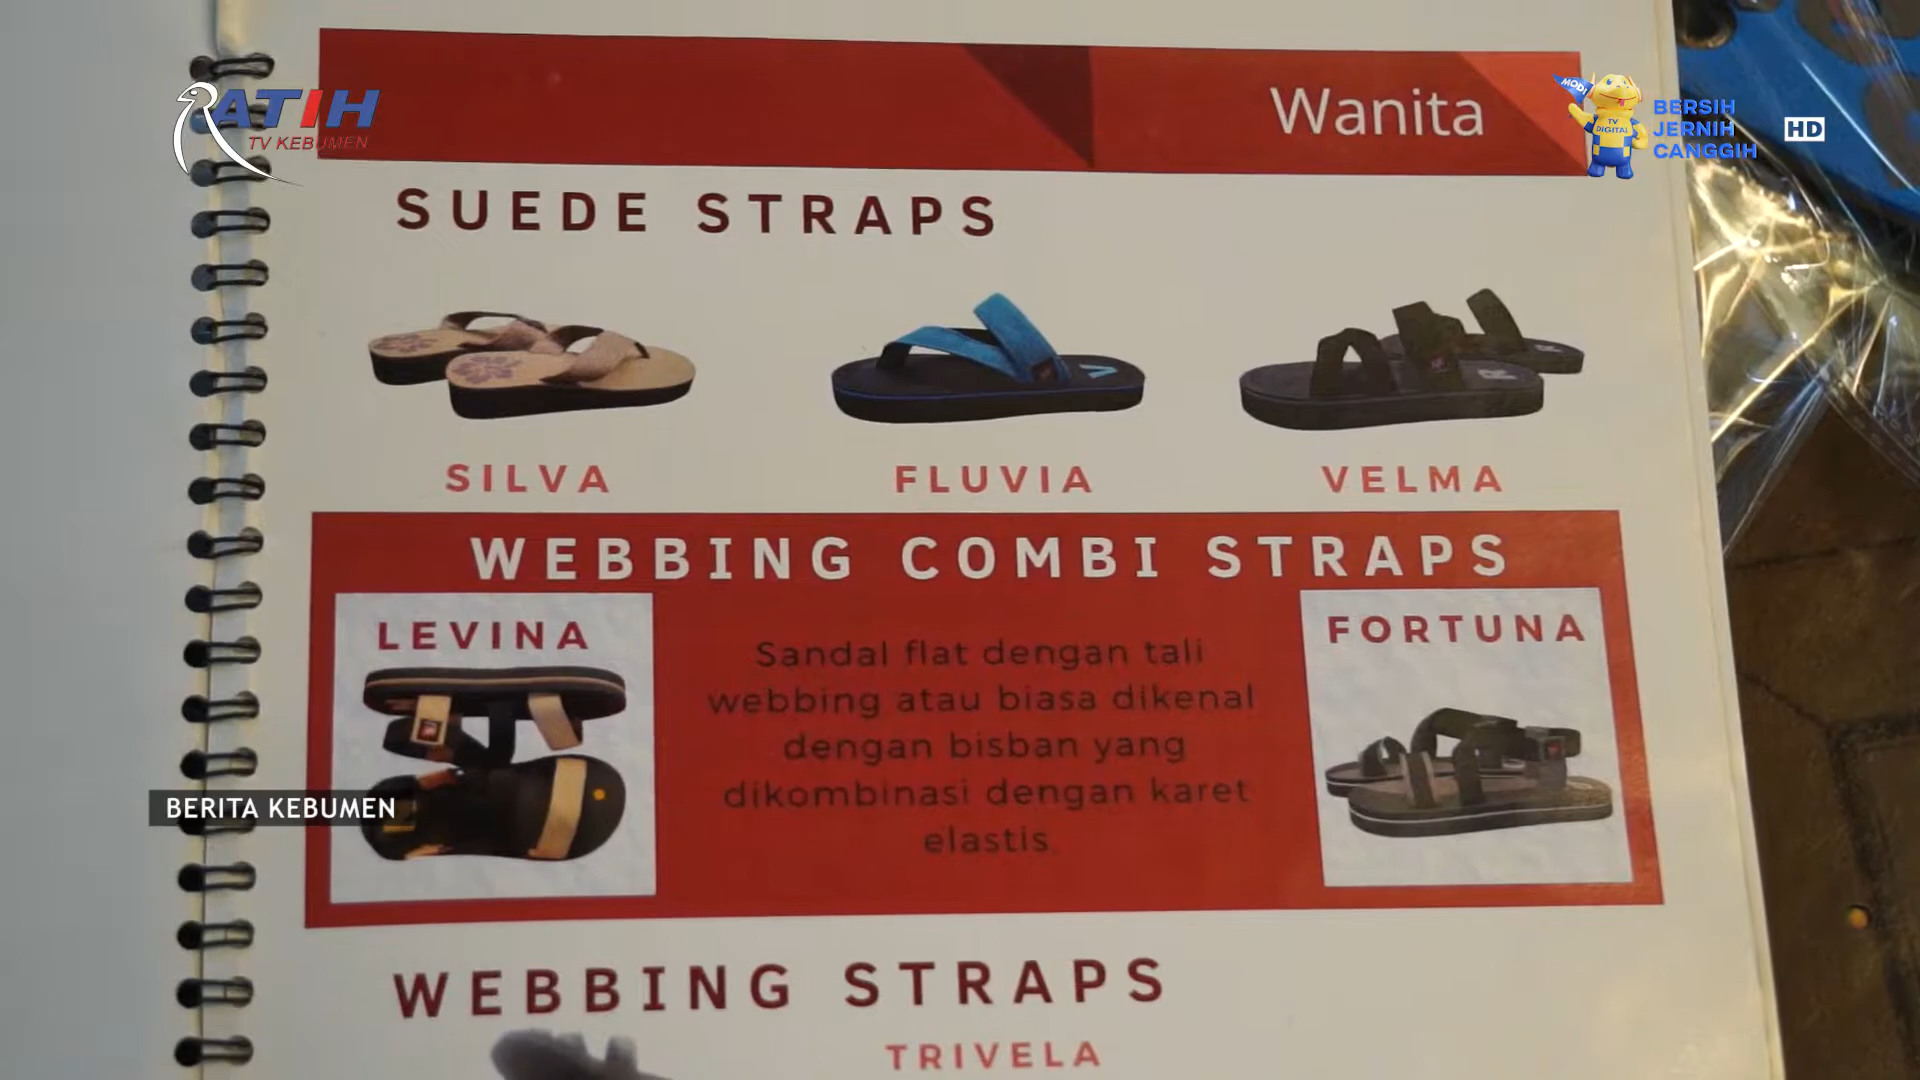 RATIH
TV KEBUMEN
Wanita
MODI
TV
DIGITAL
BERSIH
JERNIH
CANGGIH
HD
SUEDE STRAPS
SILVA
FLUVIA
VELMA
WEBBING COMBI STRAPS
LEVINA
Sandal flat dengan tali
webbing atau biasa dikenal
dengan bisban yang
dikombinasi dengan karet
elastis.
FORTUNA
BERITA KEBUMEN
WEBBING STRAPS
TRIVELA